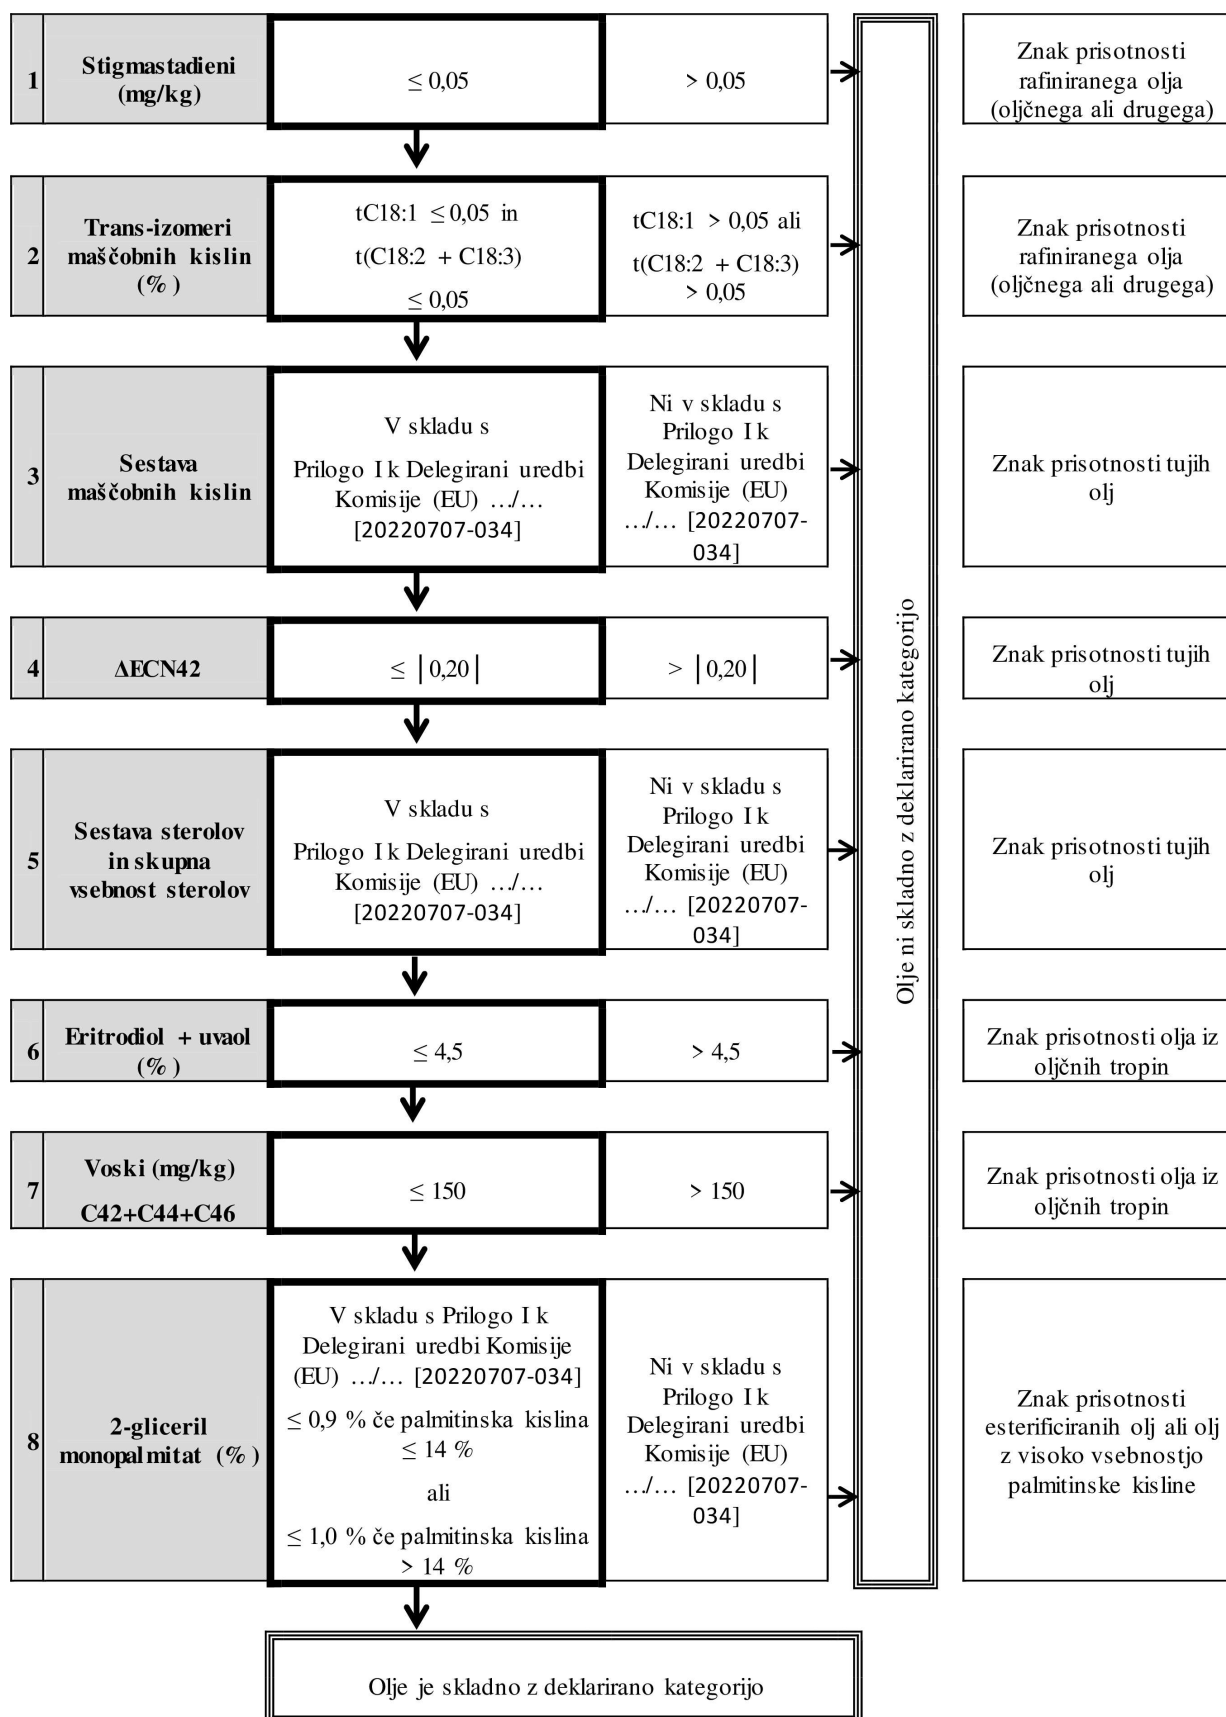 1
Stigmastadieni
(mg/kg)
≤ 0,05
> 0,05
Znak prisotnosti
rafiniranega olja
(oljčnega ali drugega)
2
Trans-izomeri
maščobnih kislin
(%)
tC18:1 ≤ 0,05 in
t(C18:2 + C18:3)
≤ 0,05
tC18:1 > 0,05 ali
t(C18:2 + C18:3)
> 0,05
Znak prisotnosti
rafiniranega olja
(oljčnega ali drugega)
3
Sestava
maščobnih kislin
V skladu s
Prilogo I k Delegirani uredbi
Komisije (EU) …/…
[20220707-034]
Ni v skladu s
Prilogo I k
Delegirani uredbi
Komisije (EU)
…/… [20220707-
034]
Znak prisotnosti tujih
olj
4
ΔECN42
≤ |0,20|
> |0,20|
Znak prisotnosti tujih
olj
5
Sestava sterolov
in skupna
vsebnost sterolov
V skladu s
Prilogo I k Delegirani uredbi
Komisije (EU) …/…
[20220707-034]
Ni v skladu s
Prilogo I k
Delegirani uredbi
Komisije (EU)
…/… [20220707-
034]
Znak prisotnosti tujih
olj
6
Eritrodiol + uvaol
(%)
≤ 4,5
> 4,5
Znak prisotnosti olja iz
oljčnih tropin
7
Voski (mg/kg)
C42+C44+C46
≤ 150
> 150
Znak prisotnosti olja iz
oljčnih tropin
8
2-gliceril
monopalmitat (%)
V skladu s Prilogo I k
Delegirani uredbi Komisije
(EU) …/… [20220707-034]
≤ 0,9 % če palmitinska kislina
≤ 14 %
ali
≤ 1,0 % če palmitinska kislina
> 14 %
Ni v skladu s
Prilogo I k
Delegirani uredbi
Komisije (EU)
…/… [20220707-
034]
Znak prisotnosti
esterificiranih olj ali olj
z visoko vsebnostjo
palmitinske kisline
Olje ni skladno z deklarirano kategorijo
Olje je skladno z deklarirano kategorijo